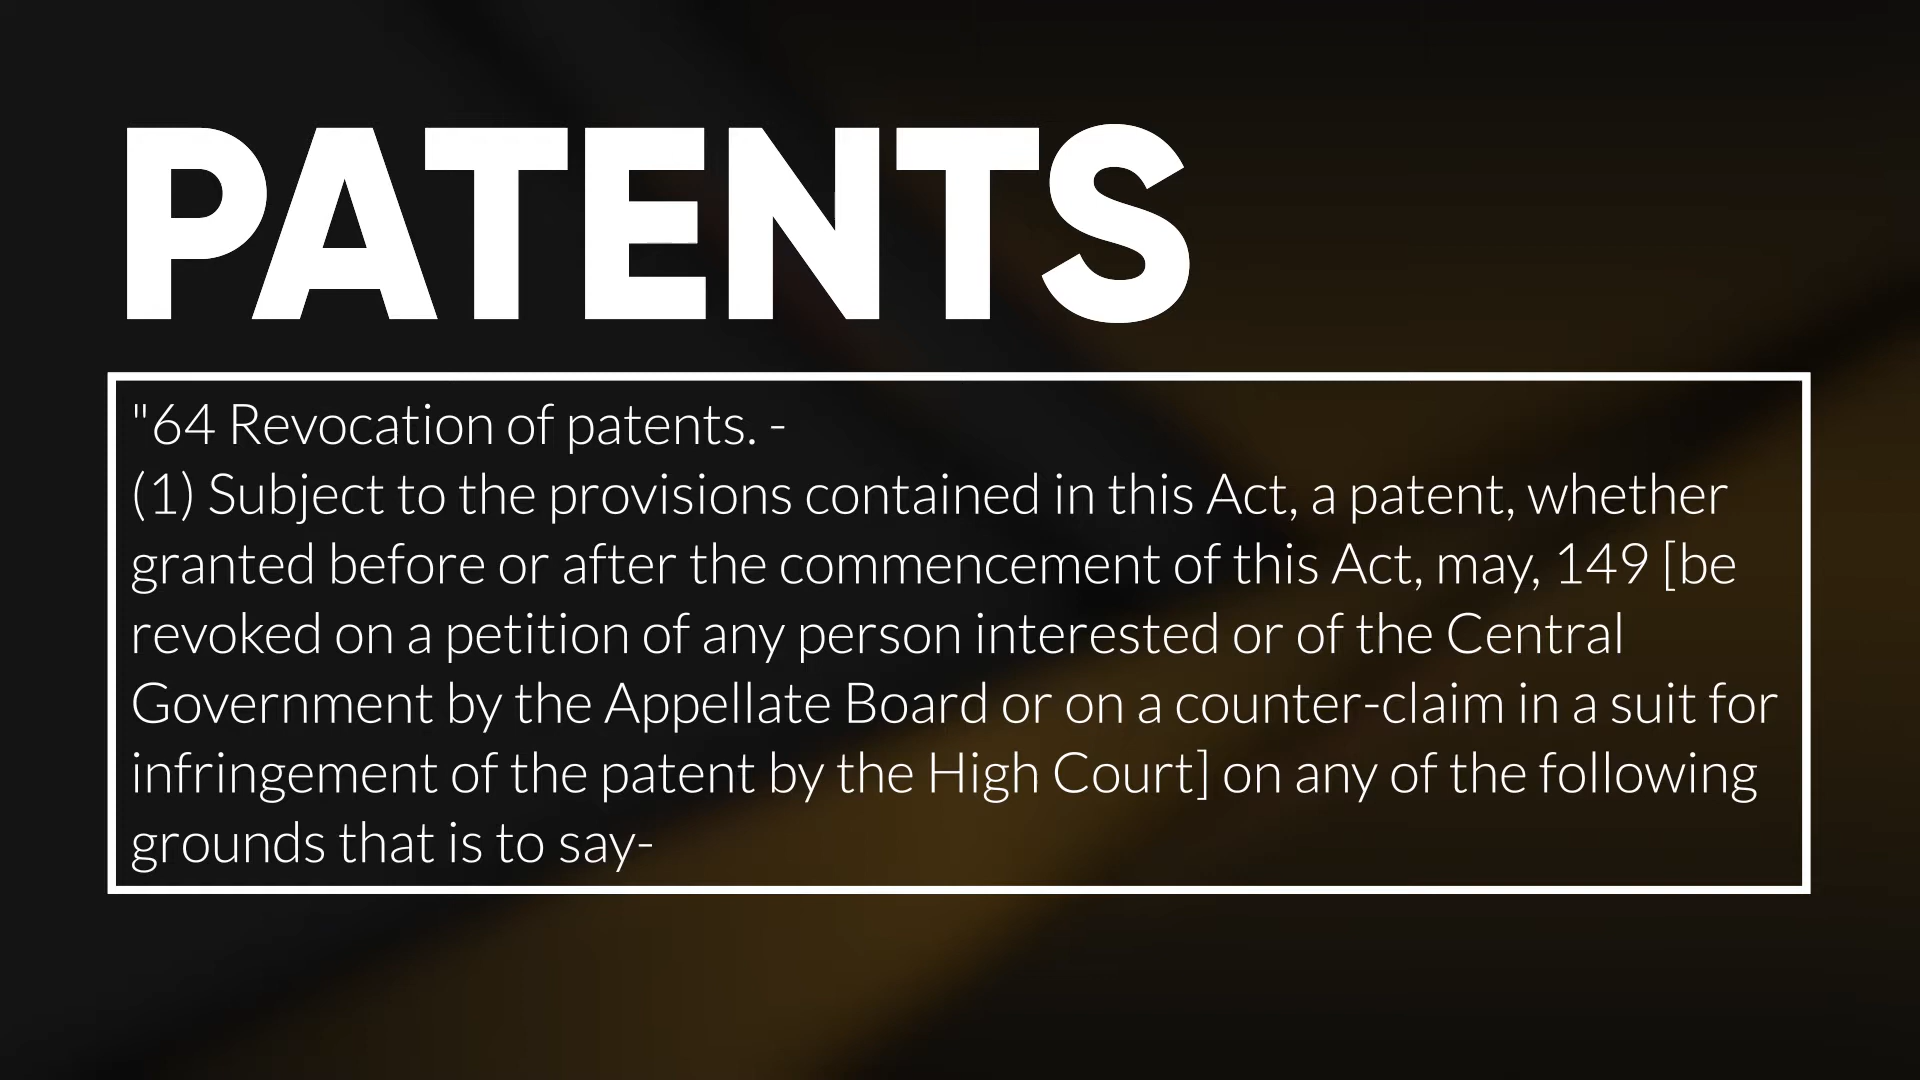 PATENTS
"64 Revocation of patents. -
(1) Subject to the provisions contained in this Act, a patent, whether
granted before or after the commencement of this Act, may, 149 [be
revoked on a petition of any person interested or of the Central
Government by the Appellate Board or on a counter-claim in a suit for
infringement of the patent by the High Court] on any of the following
grounds that is to say-